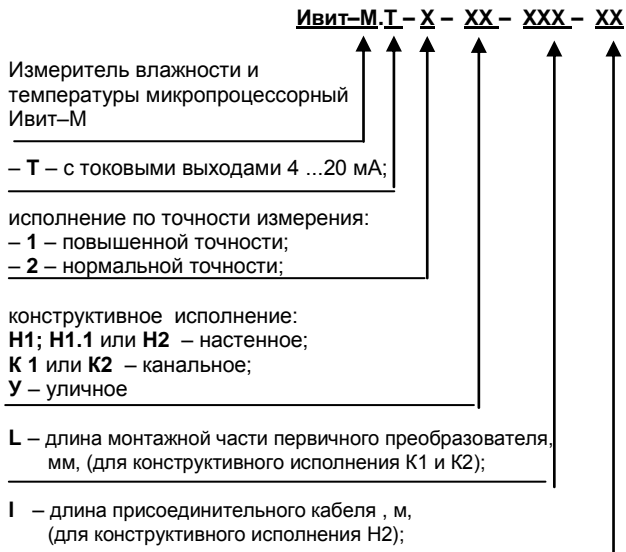 Ивит–М.Т – Х – ХХ – ХХХ – ХХ
Измеритель влажности и
температуры микропроцессорный
Ивит–М
– Т – с токовыми выходами 4 ...20 мА;
исполнение по точности измерения:
– 1 – повышенной точности;
– 2 – нормальной точности;
конструктивное исполнение:
Н1; Н1.1 или Н2 – настенное;
К 1 или К2 – канальное;
У – уличное
L – длина монтажной части первичного преобразователя,
мм, (для конструктивного исполнения К1 и К2);
l – длина присоединительного кабеля , м,
(для конструктивного исполнения Н2);